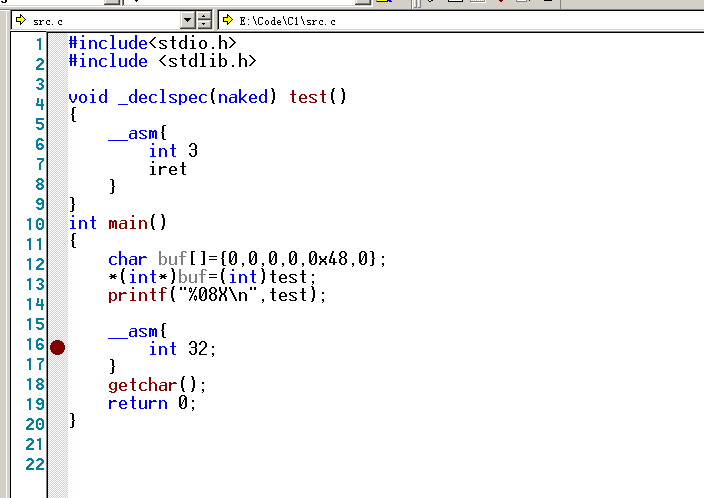 src.c E:\Code\C1\src.c
1 #include<stdio.h>
2 #include <stdlib.h>
3
4 void _declspec(naked) test()
5 {
6 __asm{
7 int 3
8 iret
9 }
10 }
11 int main()
12 {
13 char buf[]={0,0,0,0,0x48,0};
14 *(int*)buf=(int)test;
15 printf("%08X\n",test);
16
17 __asm{
18 int 32;
19 }
20 getchar();
21 return 0;
22 }